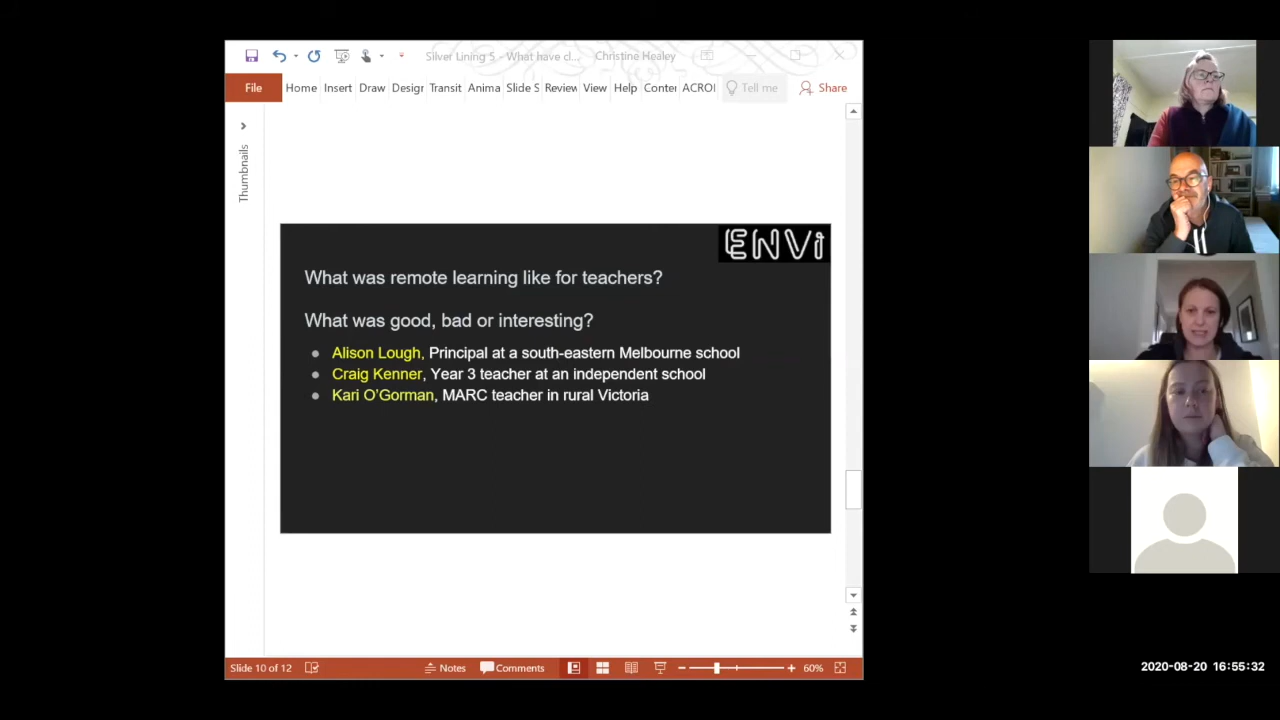 Silver Lining 5 - What have cl... Christine Healey
File Home Insert Draw Desigr Transit Anima Slide S Review View Help Conter ACROI Tell me Share
Thumbnails
ENVi
What was remote learning like for teachers?
What was good, bad or interesting?
Alison Lough, Principal at a south-eastern Melbourne school
Craig Kenner, Year 3 teacher at an independent school
Kari O'Gorman, MARC teacher in rural Victoria
Slide 10 of 12 Notes Comments 60%
2020-08-20 16:55:32